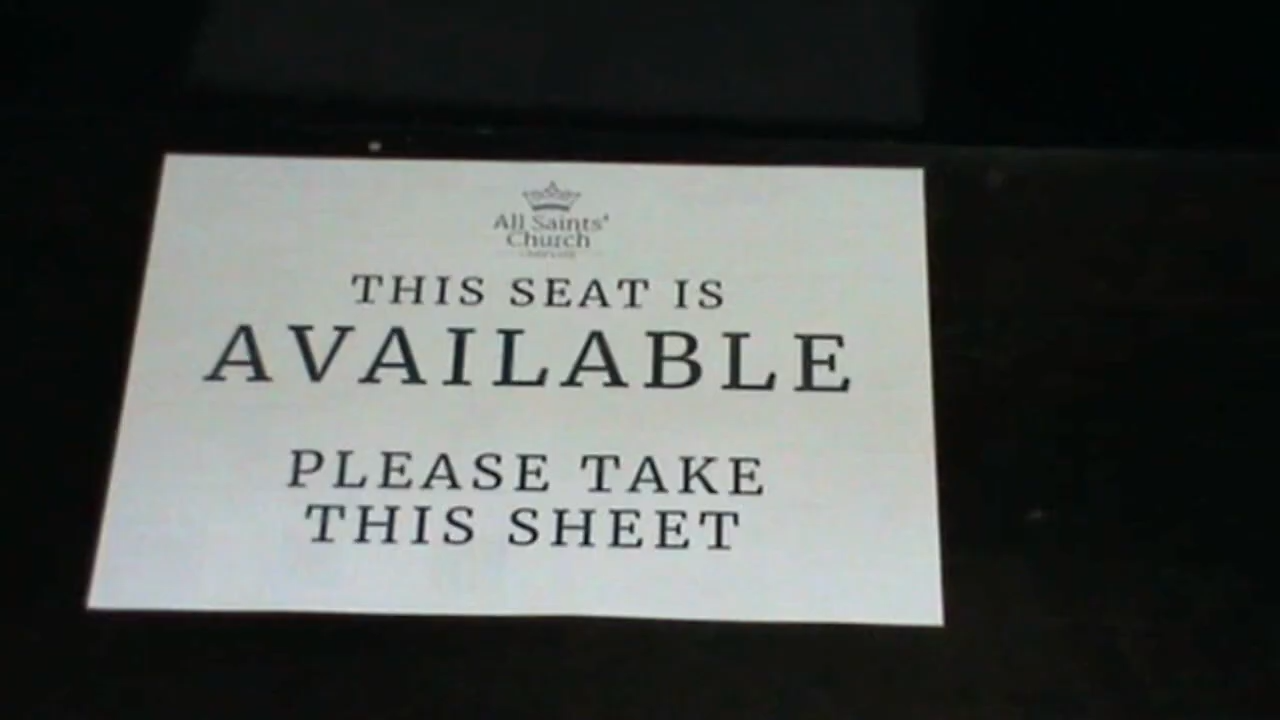 All Saints'
Church
THIS SEAT IS
AVAILABLE
PLEASE TAKE
THIS SHEET